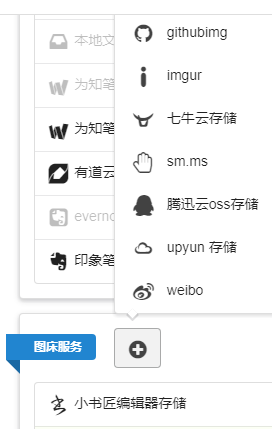 githubimg
imgur
七牛云存储
sm.ms
腾迅云oss存储
upyun 存储
weibo
本地文
为知笔
为知笔
有道云
everno
印象笔
图床服务
小书匠编辑器存储